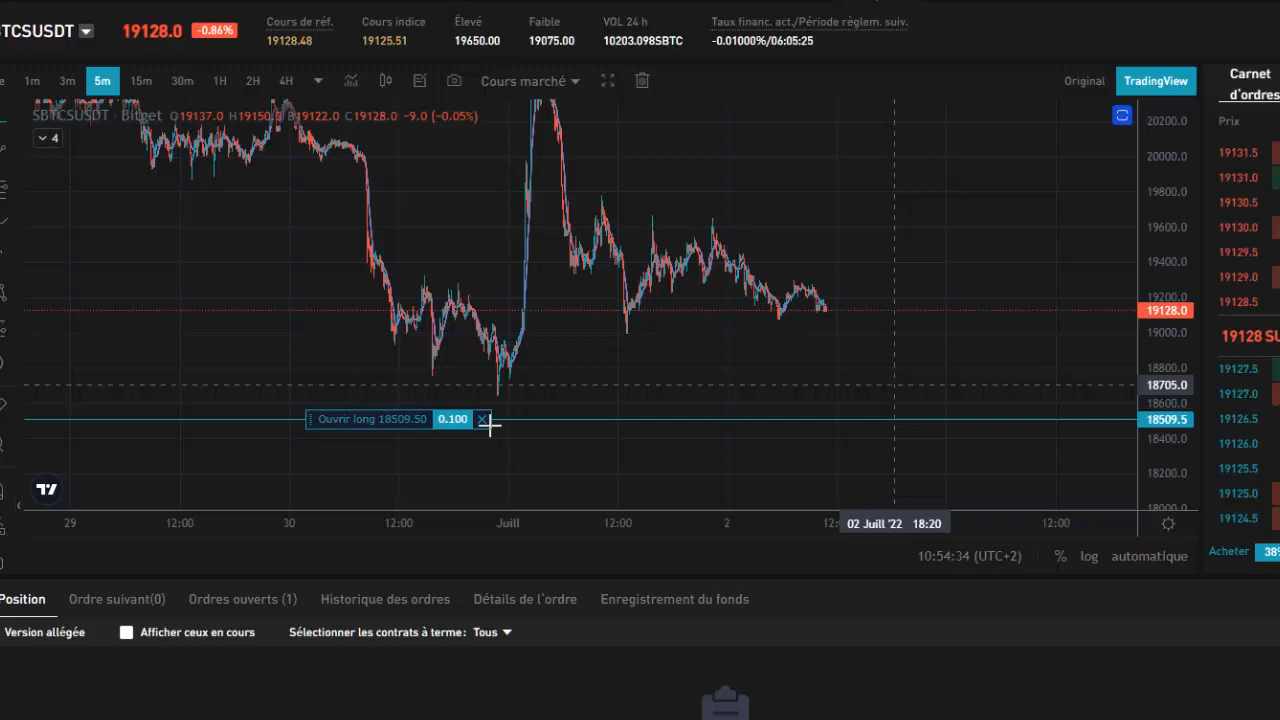 TCSUSDT 19128.0 -0.86%
Cours de réf. Cours indice Élevé Faible VOL 24 h Taux financ. act./Période règlem. suiv.
19128.48 19125.51 19650.00 19075.00 10203.098SBTC -0.01000%/06:05:25
1m 3m 5m 15m 30m 1H 2H 4H Cours marché Original TradingView
Carnet
d'ordres
SBTCSUSDT · Bitget O19137.0 H19150.0 B19122.0 C19128.0 -9.0 (-0.05%)
4
Prix
20200.0
20000.0
19800.0
19600.0
19400.0
19200.0
19128.0
19000.0
18800.0
18705.0
18600.0
18509.5
18400.0
18200.0
18000.0
Ouvrir long 18509.50 0.100
19131.5
19131.0
19130.5
19130.0
19129.5
19129.0
19128.5
19128 SU
19127.5
19127.0
19126.5
19126.0
19125.5
19125.0
19124.5
Acheter 38%
29 12:00 30 12:00 Juill 12:00 2 12: 02 Juill '22 18:20 12:00
10:54:34 (UTC+2) % log automatique
Position Ordre suivant(0) Ordres ouverts (1) Historique des ordres Détails de l'ordre Enregistrement du fonds
Version allégée Afficher ceux en cours Sélectionner les contrats à terme: Tous